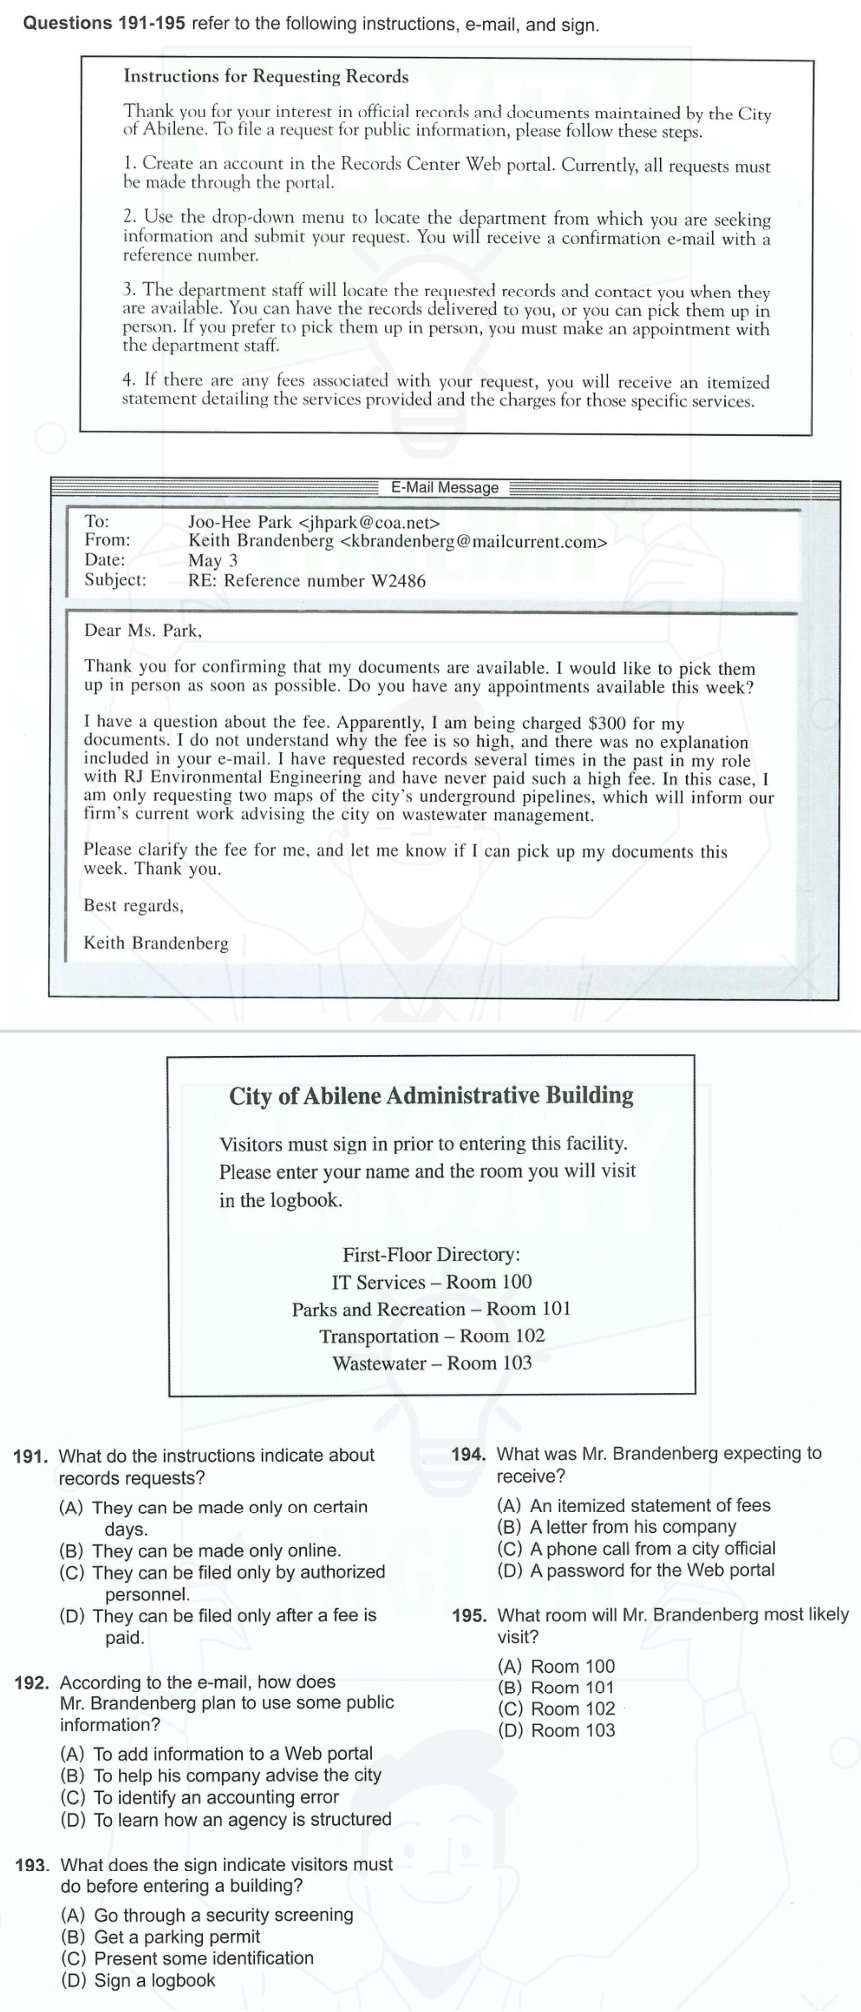 Questions 191-195 refer to the following instructions, e-mail, and sign.
Instructions for Requesting Records
Thank you for your interest in official records and documents maintained by the City
of Abilene. To file a request for public information, please follow these steps.
1. Create an account in the Records Center Web portal. Currently, all requests must
be made through the portal.
2. Use the drop-down menu to locate the department from which you are seeking
information and submit your request. You will receive a confirmation e-mail with a
reference number.
3. The department staff will locate the requested records and contact you when they
are available. You can have the records delivered to you, or you can pick them up in
person. If you prefer to pick them up in person, you must make an appointment with
the department staff.
4. If there are any fees associated with your request, you will receive an itemized
statement detailing the services provided and the charges for those specific services.
E-Mail Message
To: Joo-Hee Park <jhpark@coa.net>
From: Keith Brandenberg <kbrandenberg@mailcurrent.com>
Date: May 3
Subject: RE: Reference number W2486
Dear Ms. Park,
Thank you for confirming that my documents are available. I would like to pick them
up in person as soon as possible. Do you have any appointments available this week?
I have a question about the fee. Apparently, I am being charged $300 for my
documents. I do not understand why the fee is so high, and there was no explanation
included in your e-mail. I have requested records several times in the past in my role
with RJ Environmental Engineering and have never paid such a high fee. In this case, I
am only requesting two maps of the city's underground pipelines, which will inform our
firm's current work advising the city on wastewater management.
Please clarify the fee for me, and let me know if I can pick up my documents this
week. Thank you.
Best regards,
Keith Brandenberg
City of Abilene Administrative Building
Visitors must sign in prior to entering this facility.
Please enter your name and the room you will visit
in the logbook.
First-Floor Directory:
IT Services – Room 100
Parks and Recreation – Room 101
Transportation – Room 102
Wastewater – Room 103
191. What do the instructions indicate about
records requests?
(A) They can be made only on certain
days.
(B) They can be made only online.
(C) They can be filed only by authorized
personnel.
(D) They can be filed only after a fee is
paid.
192. According to the e-mail, how does
Mr. Brandenberg plan to use some public
information?
(A) To add information to a Web portal
(B) To help his company advise the city
(C) To identify an accounting error
(D) To learn how an agency is structured
193. What does the sign indicate visitors must
do before entering a building?
(A) Go through a security screening
(B) Get a parking permit
(C) Present some identification
(D) Sign a logbook
194. What was Mr. Brandenberg expecting to
receive?
(A) An itemized statement of fees
(B) A letter from his company
(C) A phone call from a city official
(D) A password for the Web portal
195. What room will Mr. Brandenberg most likely
visit?
(A) Room 100
(B) Room 101
(C) Room 102
(D) Room 103